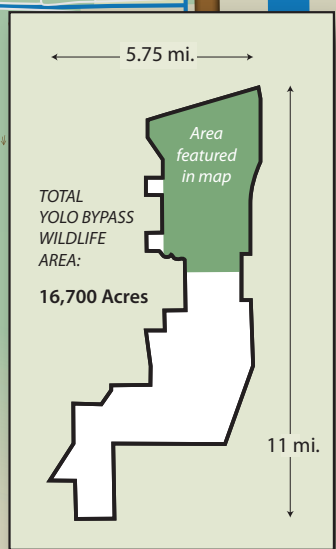 5.75 mi.
Area
featured
in map
TOTAL
YOLO BYPASS
WILDLIFE
AREA:
16,700 Acres
11 mi.